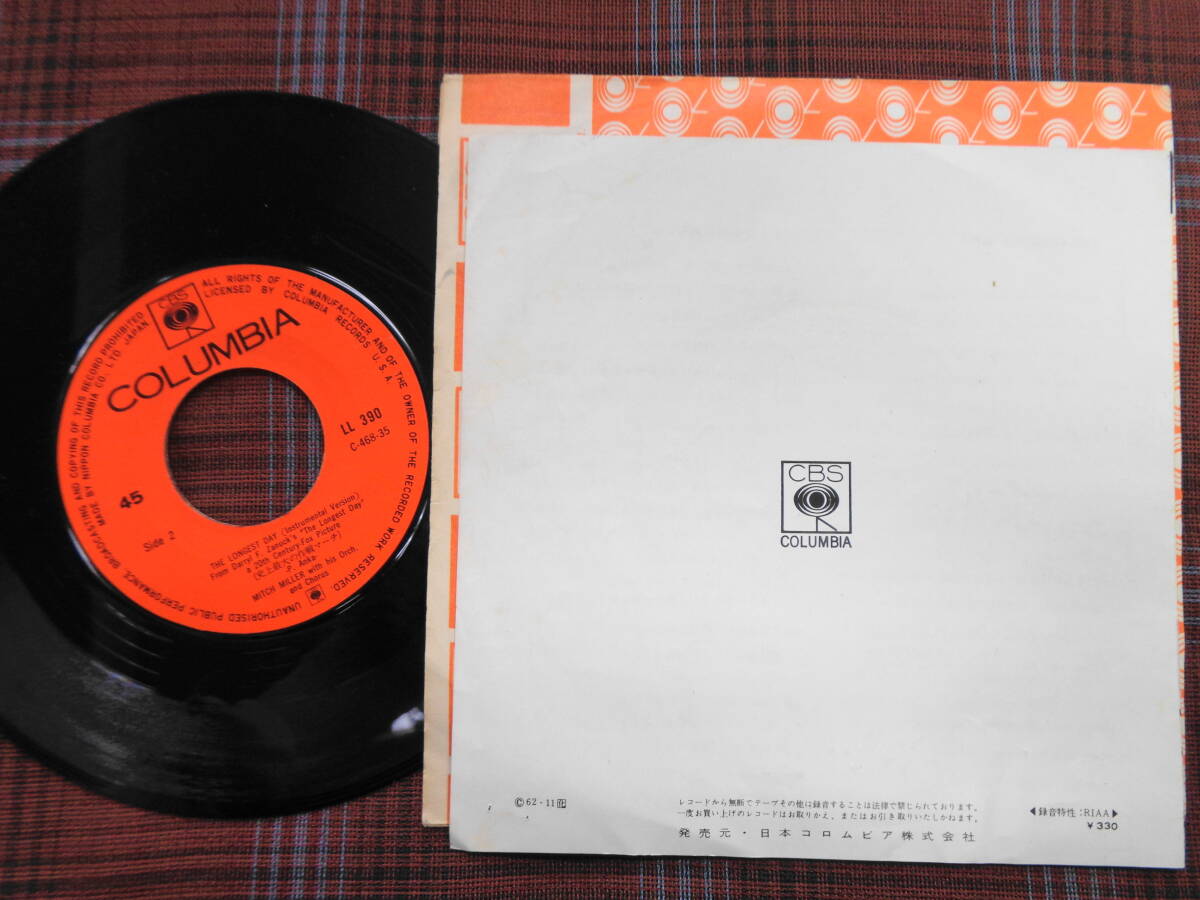 BROADCASTING AND COPYING OF THIS RECORD PROHIBITED
MADE BY NIPPON COLUMBIA CO., LTD JAPAN
ALL RIGHTS OF THE MANUFACTURER AND OF THE OWNER OF THE RECORDED WORK RESERVED.
LICENSED BY COLUMBIA RECORDS U.S.A.
UNAUTHORISED PUBLIC PERFORMANCE,
CBS
COLUMBIA
LL 390
C-468-35
45
Side 2
THE LONGEST DAY (Instrumental Version)
From Darryl F. Zanuck's "The Longest Day"
a 20th Century-Fox Picture
(史上最大の作戦マーチ)
P. Anka
MITCH MILLER with his Orch.
and Chorus
CBS
COLUMBIA
©62・11
レコードから無断でテープその他に録音することは法律で禁じられております。
一度お買い上げのレコードはお取りかえ、またはお引き取りいたしかねます。
発売元・日本コロムビア株式会社
◀録音特性:RIAA▶
¥330